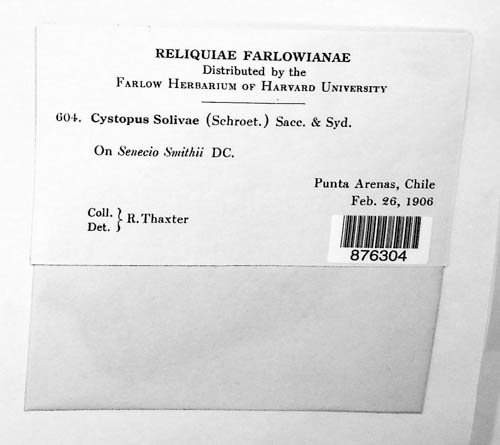 RELIQUIAE FARLOWIANAE
Distributed by the
FARLOW HERBARIUM OF HARVARD UNIVERSITY
604. Cystopus Solivae (Schroet.) Sacc. & Syd.
On Senecio Smithii DC.
Punta Arenas, Chile
Feb. 26, 1906
Coll. } R. Thaxter
Det.
876304